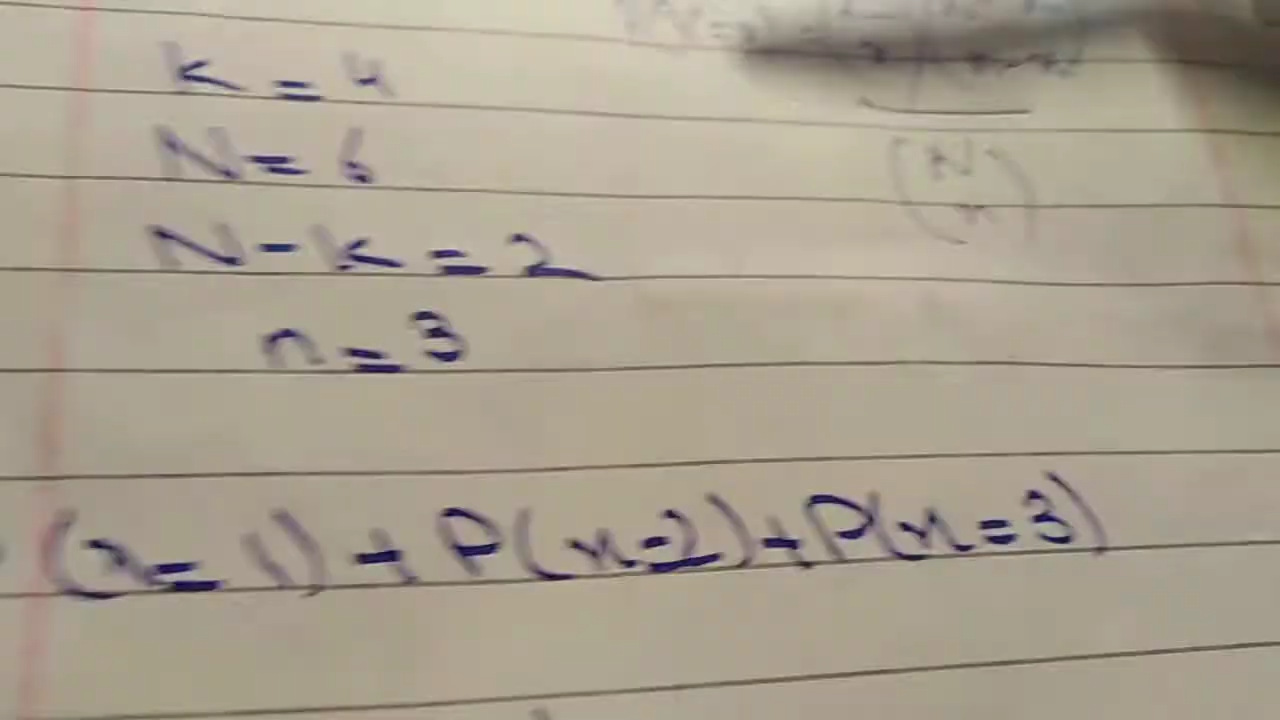 k = 4
N = 6
N - k = 2
n = 3
(N
n)
(x = 1) + P(x=2) + P(x = 3)